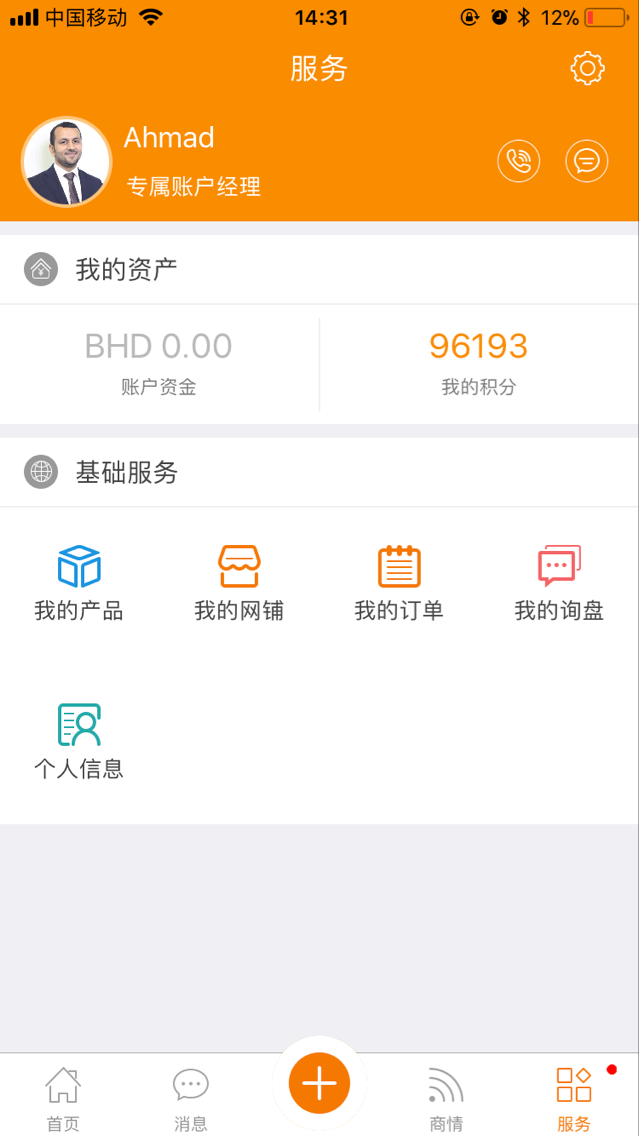 中国移动 14:31 12%
服务
Ahmad
专属账户经理
我的资产
BHD 0.00 96193
账户资金 我的积分
基础服务
我的产品 我的网铺 我的订单 我的询盘
个人信息
首页 消息 商情 服务